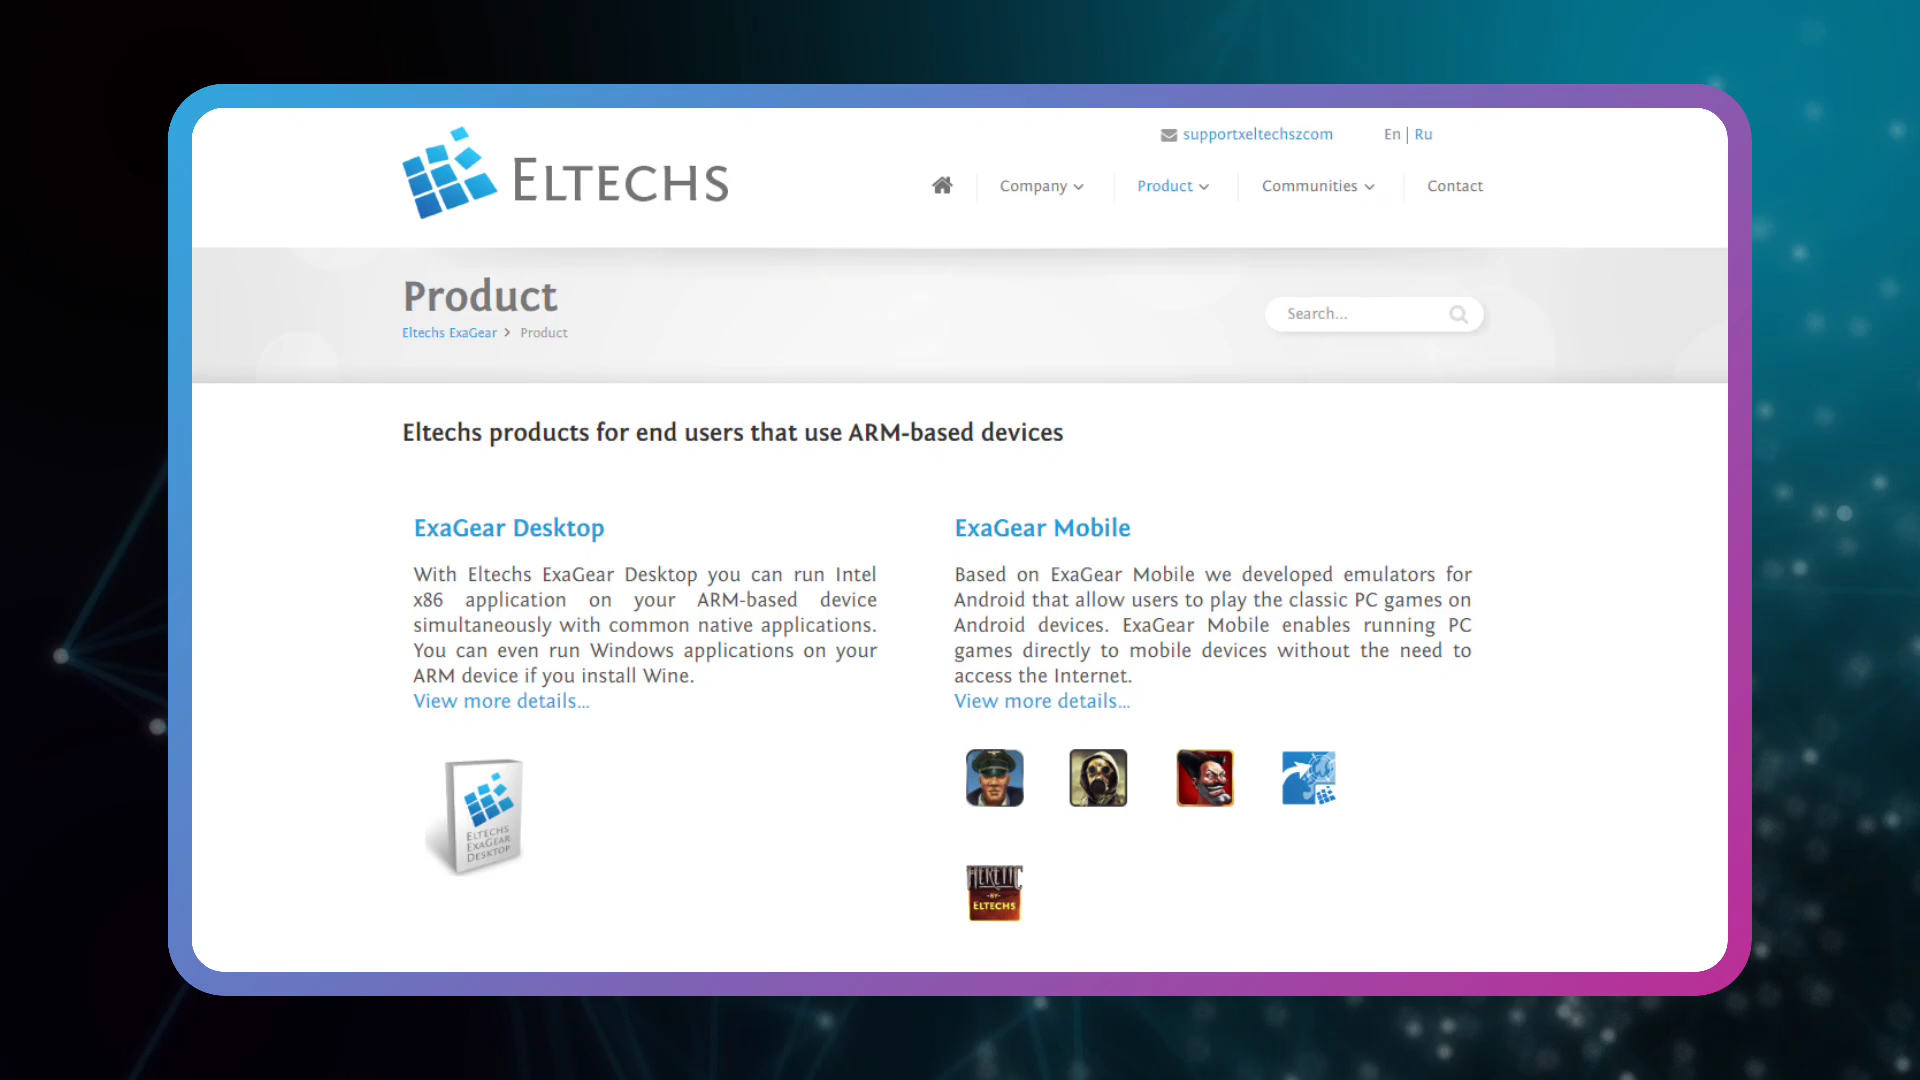 ELTECHS
supportxeltechszcom
En | Ru
Company
Product
Communities
Contact
Product
Eltechs ExaGear > Product
Search...
Eltechs products for end users that use ARM-based devices
ExaGear Desktop
With Eltechs ExaGear Desktop you can run Intel
x86 application on your ARM-based device
simultaneously with common native applications.
You can even run Windows applications on your
ARM device if you install Wine.
View more details...
ELTECHS
EXAGEAR
DESKTOP
ExaGear Mobile
Based on ExaGear Mobile we developed emulators for
Android that allow users to play the classic PC games on
Android devices. ExaGear Mobile enables running PC
games directly to mobile devices without the need to
access the Internet.
View more details...
HERETIC
-BY-
ELTECHS